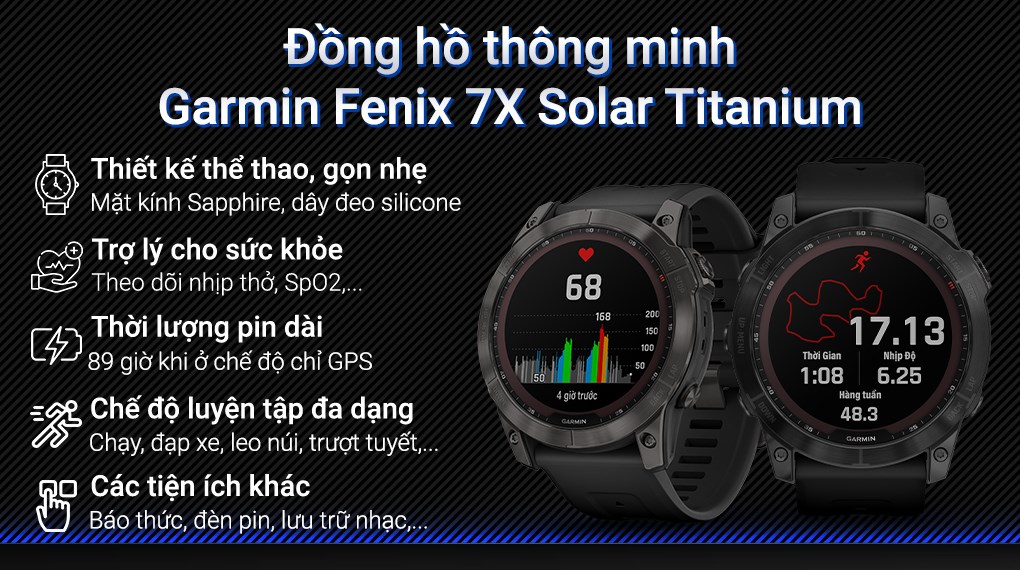 Đồng hồ thông minh
Garmin Fenix 7X Solar Titanium
Thiết kế thể thao, gọn nhẹ
Mặt kính Sapphire, dây đeo silicone
Trợ lý cho sức khỏe
Theo dõi nhịp thở, SpO2,...
Thời lượng pin dài
89 giờ khi ở chế độ chỉ GPS
Chế độ luyện tập đa dạng
Chạy, đạp xe, leo núi, trượt tuyết,...
Các tiện ích khác
Báo thức, đèn pin, lưu trữ nhạc,...
68
168
200
150
100
50
50
4 giờ trước
GARMIN
17.13
Thời Gian
Nhịp Độ
1:08
6.25
Hàng tuần
48.3
GARMIN